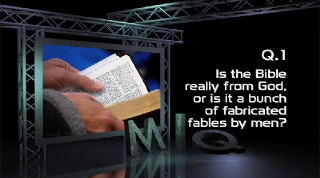 Q.1
Is the Bible
really from God,
or is it a bunch
of fabricated
fables by men?
M I Q